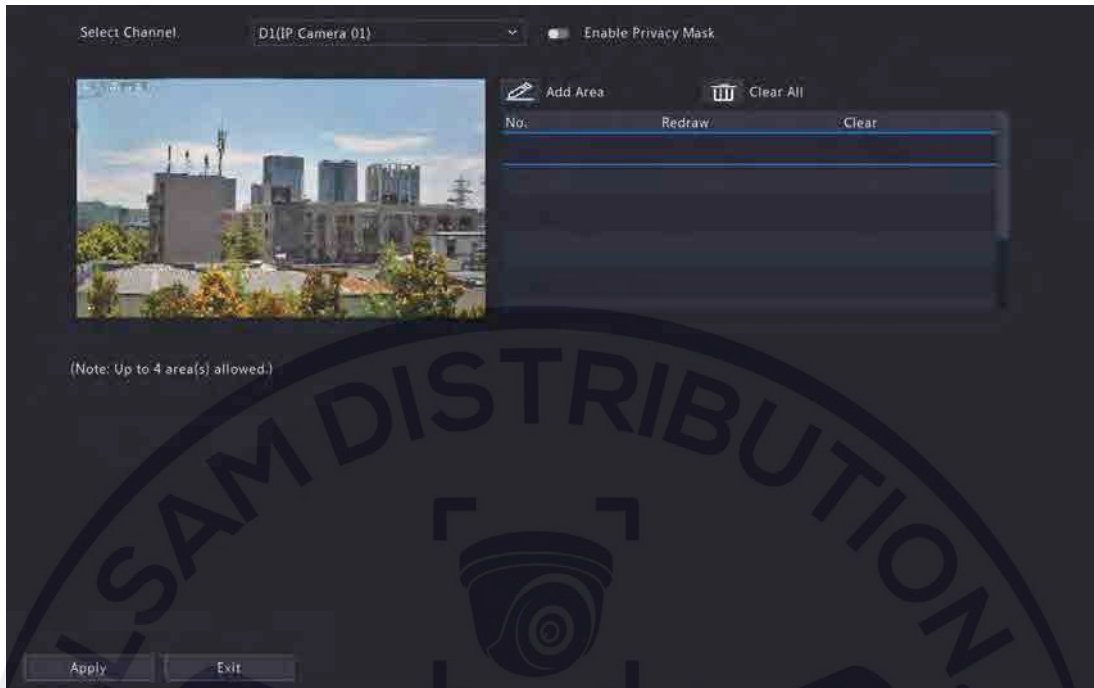 Select Channel D1(IP Camera 01) Enable Privacy Mask
Add Area Clear All
No. Redraw Clear
(Note: Up to 4 area(s) allowed.)
SAM DISTRIBUTION
Apply Exit